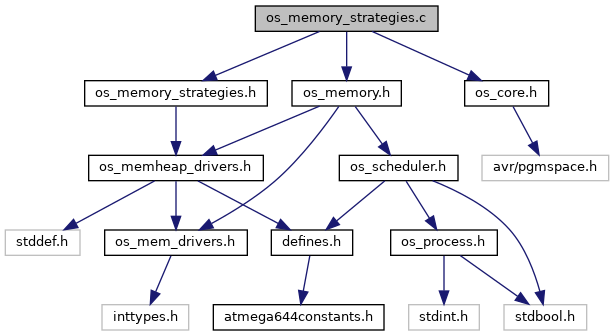 os_memory_strategies.c
os_memory_strategies.h
os_memory.h
os_core.h
os_memheap_drivers.h
os_scheduler.h
avr/pgmspace.h
stddef.h
os_mem_drivers.h
defines.h
os_process.h
inttypes.h
atmega644constants.h
stdint.h
stdbool.h